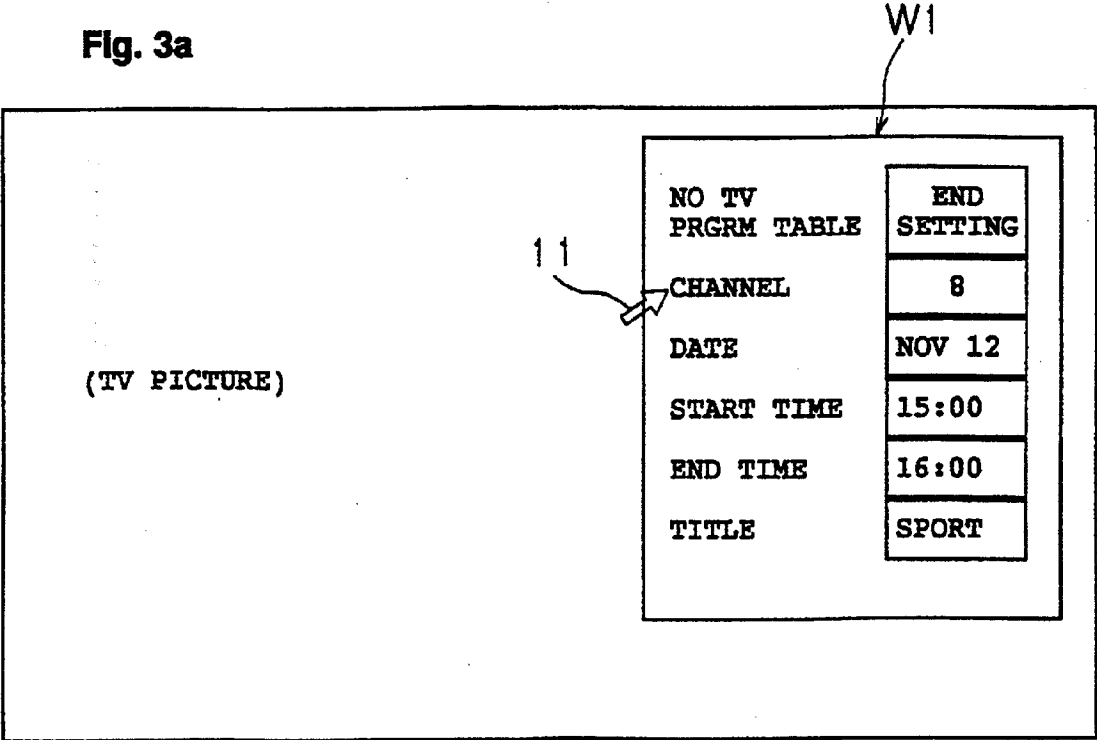 Fig. 3a
W1
NO TV
PRGRM TABLE
END
SETTING
11
CHANNEL
8
DATE
NOV 12
(TV PICTURE)
START TIME
15:00
END TIME
16:00
TITLE
SPORT